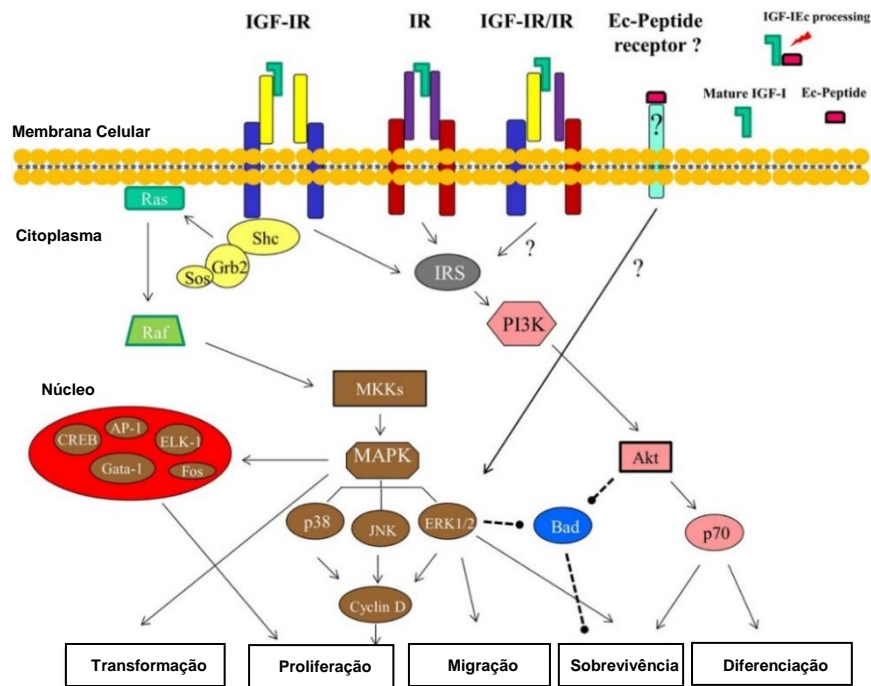 IGF-IR
IR
IGF-IR/IR
Ec-Peptide
receptor ?
IGF-IEc processing
Mature IGF-I
Ec-Peptide
?
Membrana Celular
Ras
Citoplasma
Shc
Grb2
Sos
IRS
?
?
PI3K
Raf
Núcleo
MKKs
CREB
AP-1
ELK-1
Gata-1
Fos
MAPK
Akt
p38
JNK
ERK1/2
Bad
p70
Cyclin D
Transformação
Proliferação
Migração
Sobrevivência
Diferenciação